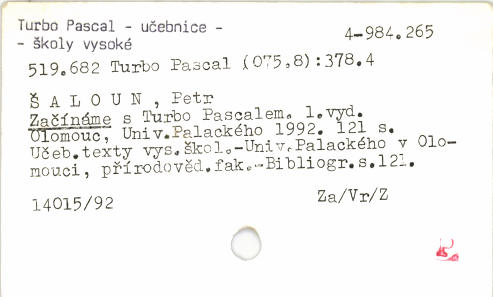 Turbo Pascal - učebnice -
- školy vysoké
4-984.265
519.682 Turbo Pascal (075,8):378.4
Š A L O U N , Petr
Začínáme s Turbo Pascalem. 1.vyd.
Olomouc, Univ.Palackého 1992. 121 s.
Učeb.texty vys.škol.-Univ.Palackého v Olo-
mouci, přírodověd.fak.-Bibliogr.s.121.
14015/92
Za/Vr/Z